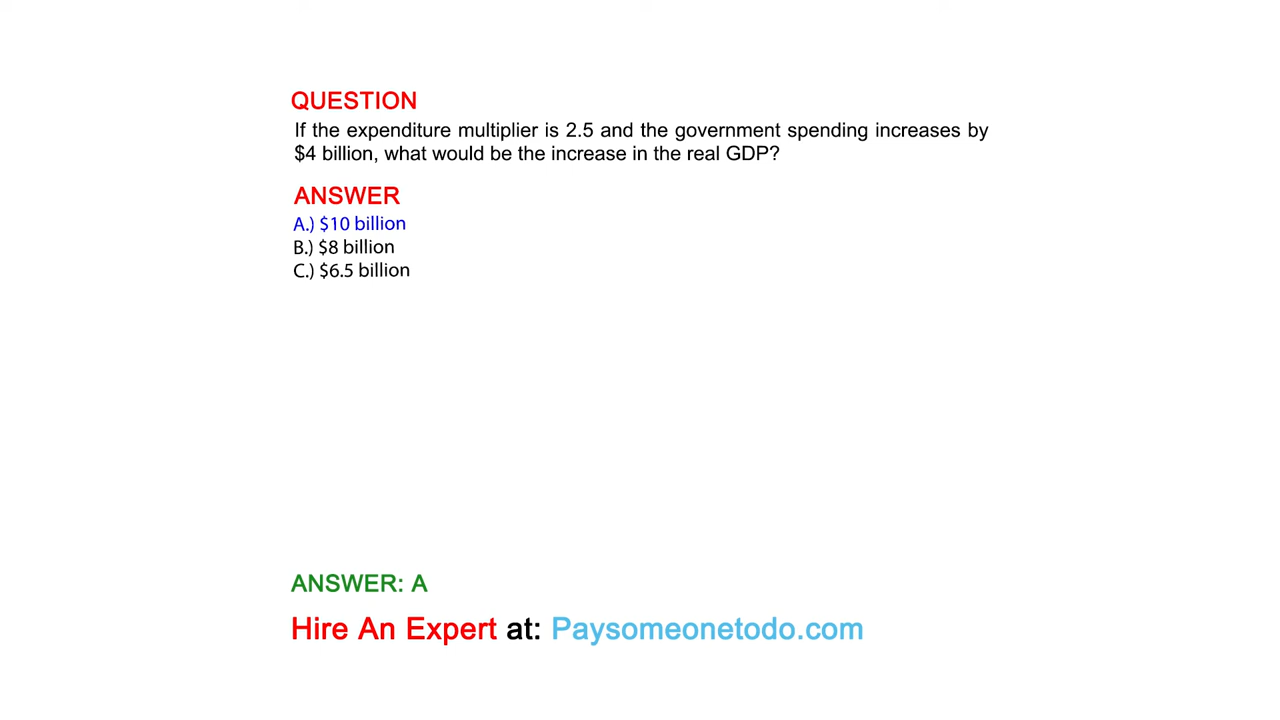 QUESTION
If the expenditure multiplier is 2.5 and the government spending increases by
$4 billion, what would be the increase in the real GDP?
ANSWER
A.) $10 billion
B.) $8 billion
C.) $6.5 billion
ANSWER: A
Hire An Expert at: Paysomeonetodo.com